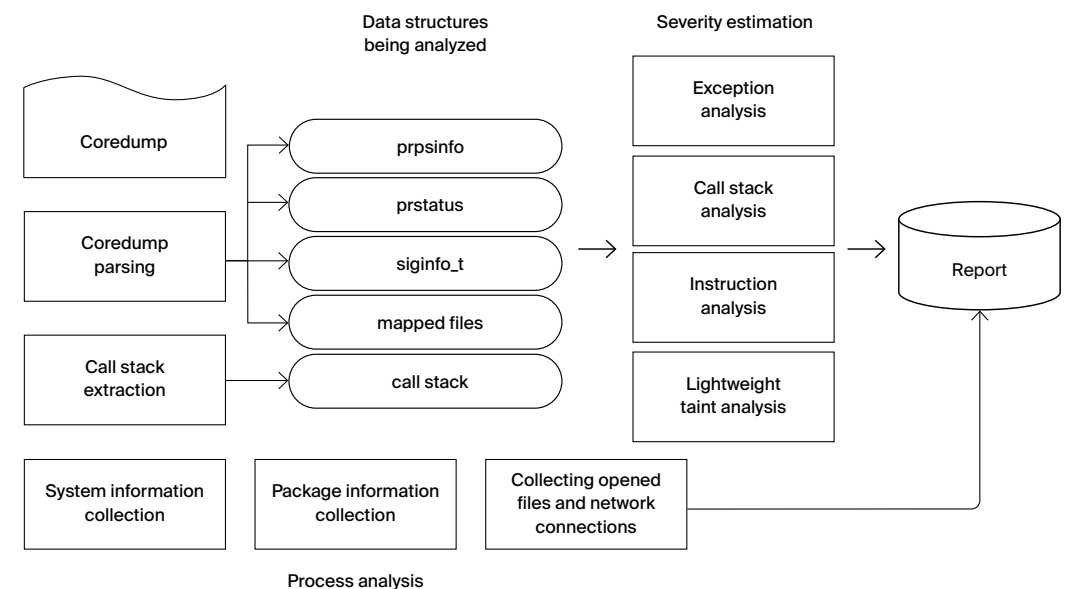 Data structures
being analyzed
Severity estimation
Coredump
Coredump
parsing
Call stack
extraction
prpsinfo
prstatus
siginfo_t
mapped files
call stack
Exception
analysis
Call stack
analysis
Instruction
analysis
Lightweight
taint analysis
Report
System information
collection
Package information
collection
Collecting opened
files and network
connections
Process analysis